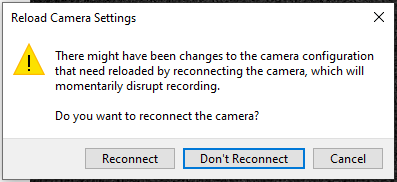 Reload Camera Settings
There might have been changes to the camera configuration
that need reloaded by reconnecting the camera, which will
momentarily disrupt recording.
Do you want to reconnect the camera?
Reconnect Don't Reconnect Cancel